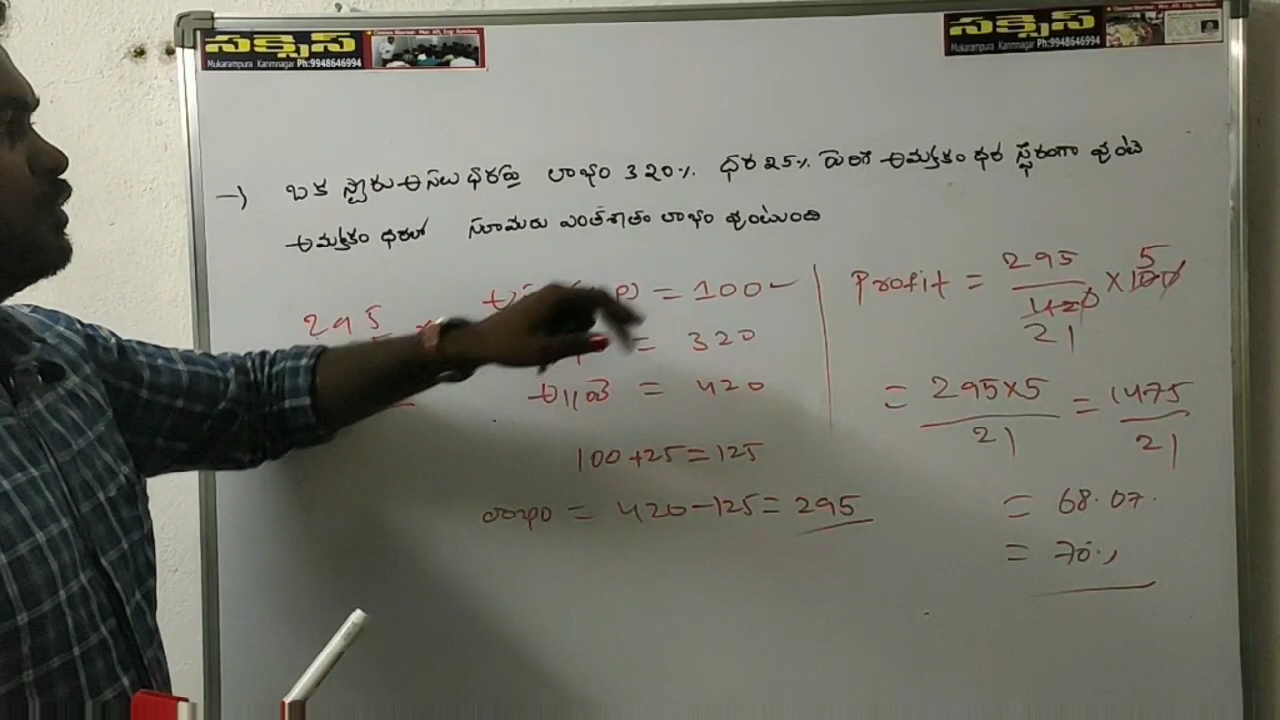 సక్సెస్
Mukarampura Karimnagar Ph:9948646994
సక్సెస్
Mukarampura Karimnagar Ph:9948646994
→) ఒక స్టోరు అసలు ధరపై లాభం 320% ధర 25% పెరిగి అమ్మకం ధర స్థిరంగా వుంటే
అమ్మకం ధరలో సూమరు ఎంతశాతం లాభం వుంటుంది
295
= 100
= 320
= 420
100+25=125
లాభం = 420-125=295
Profit = 295/420 × 100 5
21
= 295×5/21 = 1475/21
= 68.07.
= 70%